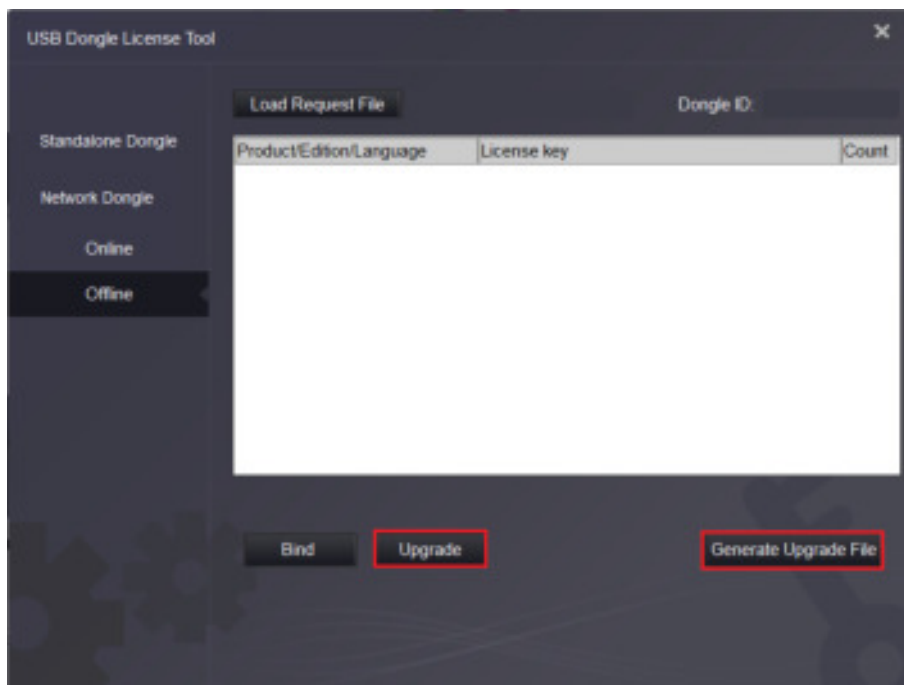 USB Dongle License Tool
Load Request File
Dongle ID:
Standalone Dongle
Product/Edition/Language License key Count
Network Dongle
Online
Offline
Bind Upgrade Generate Upgrade File